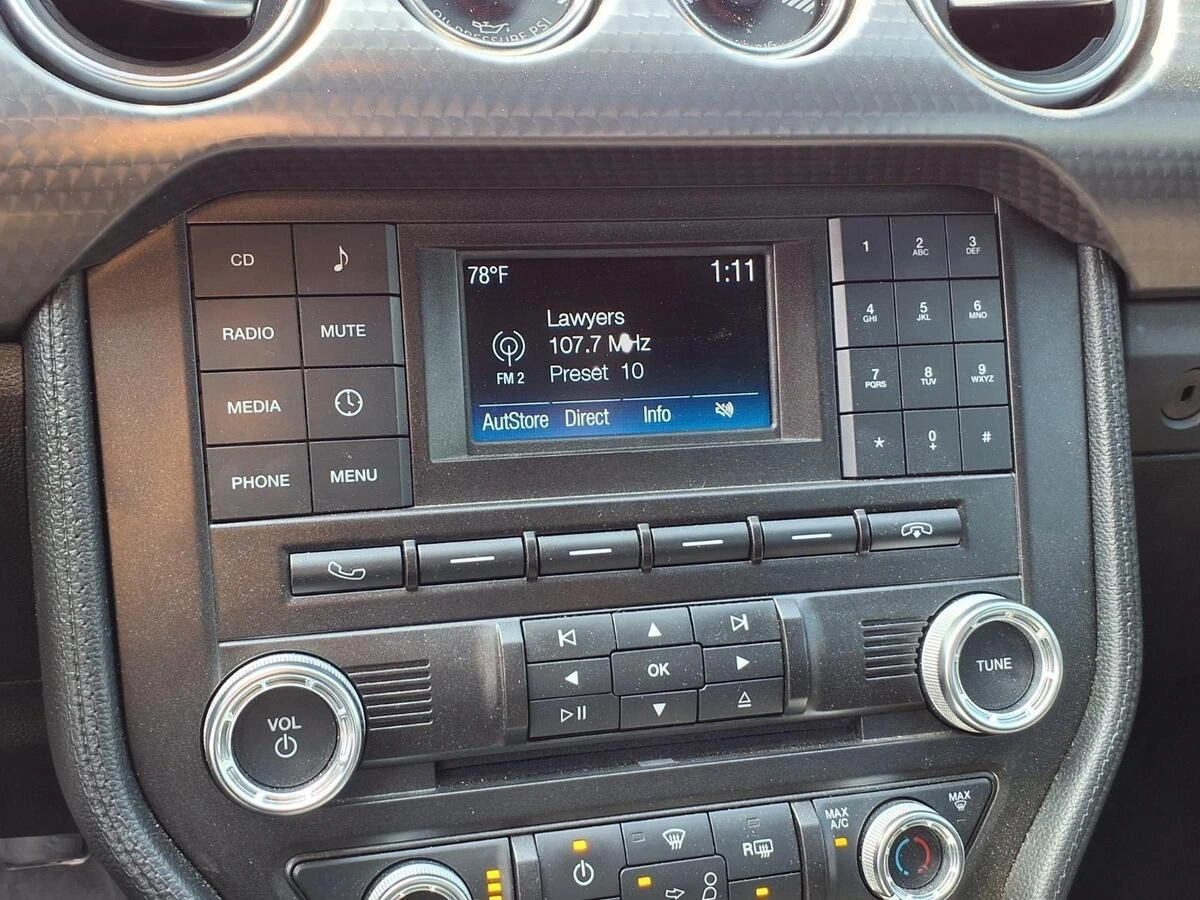 OIL PRESSURE PSI
78°F
1:11
Lawyers
107.7 MHz
FM 2
Preset 10
AutStore Direct Info
CD
RADIO
MUTE
MEDIA
PHONE
MENU
1
2 ABC
3 DEF
4 GHI
5 JKL
6 MNO
7 PQRS
8 TUV
9 WXYZ
*
0 +
#
OK
VOL
TUNE
MAX A/C
MAX
R